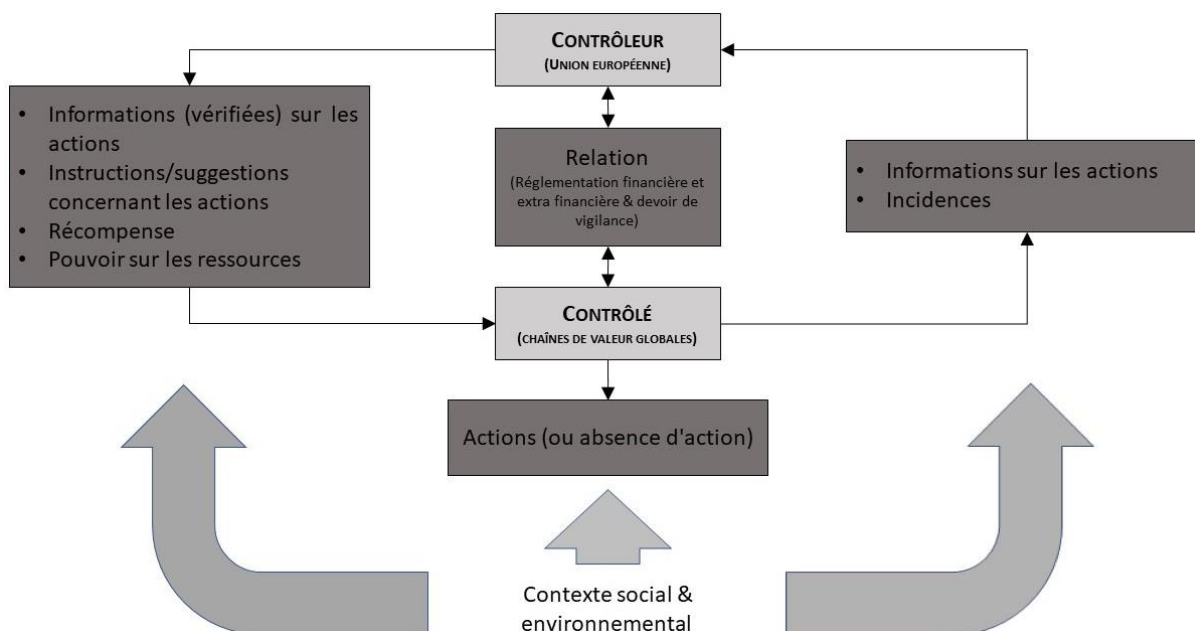 CONTRÔLEUR
(UNION EUROPÉENNE)
• Informations (vérifiées) sur les
actions
• Instructions/suggestions
concernant les actions
• Récompense
• Pouvoir sur les ressources
Relation
(Réglementation financière et
extra financière & devoir de
vigilance)
• Informations sur les actions
• Incidences
CONTRÔLÉ
(CHAÎNES DE VALEUR GLOBALES)
Actions (ou absence d'action)
Contexte social &
environnemental